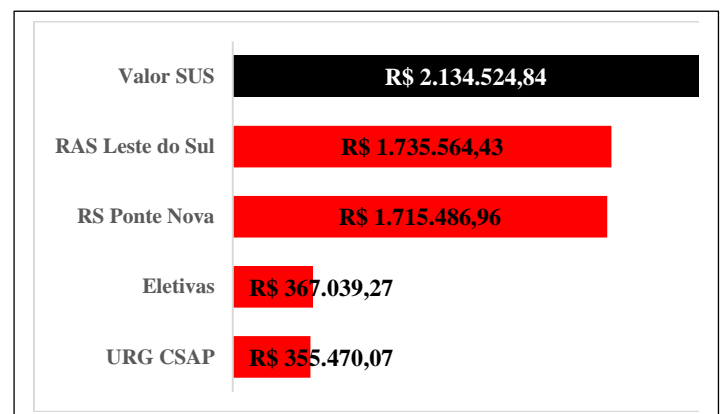 Valor SUS R$ 2.134.524,84
RAS Leste do Sul R$ 1.735.564,43
RS Ponte Nova R$ 1.715.486,96
Eletivas R$ 367.039,27
URG CSAP R$ 355.470,07